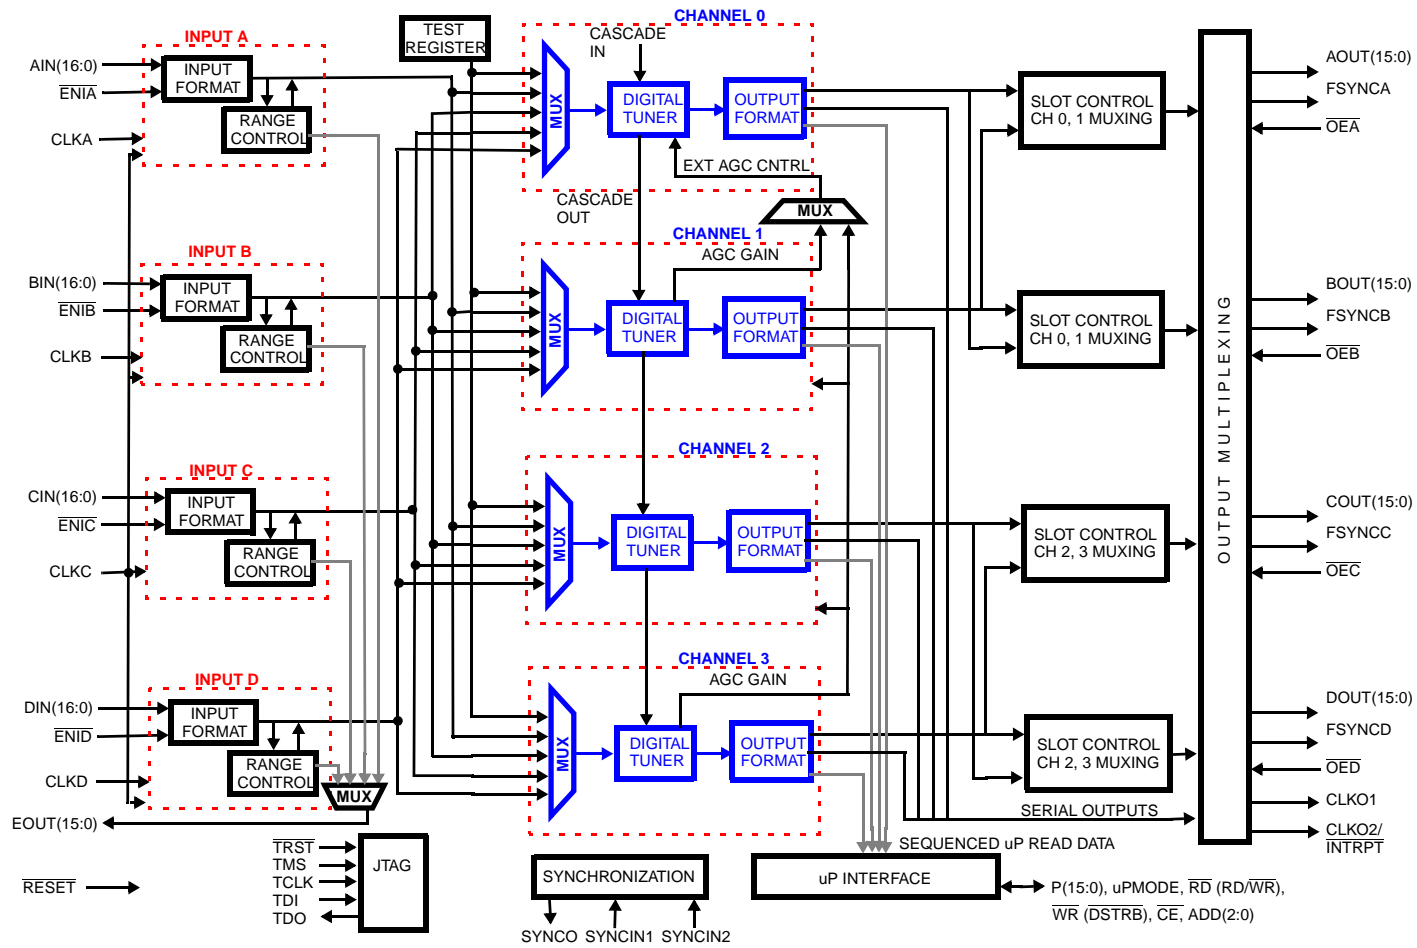 CHANNEL 0
TEST
REGISTER
CASCADE
IN
INPUT A
AIN(16:0)
ENIA
CLKA
INPUT
FORMAT
RANGE
CONTROL
MUX
DIGITAL
TUNER
OUTPUT
FORMAT
EXT AGC CNTRL
CASCADE
OUT
MUX
SLOT CONTROL
CH 0, 1 MUXING
AOUT(15:0)
FSYNCA
OEA
INPUT B
BIN(16:0)
ENIB
CLKB
INPUT
FORMAT
RANGE
CONTROL
CHANNEL 1
AGC GAIN
MUX
DIGITAL
TUNER
OUTPUT
FORMAT
SLOT CONTROL
CH 0, 1 MUXING
BOUT(15:0)
FSYNCB
OEB
OUTPUT MULTIPLEXING
INPUT C
CIN(16:0)
ENIC
CLKC
INPUT
FORMAT
RANGE
CONTROL
CHANNEL 2
MUX
DIGITAL
TUNER
OUTPUT
FORMAT
SLOT CONTROL
CH 2, 3 MUXING
COUT(15:0)
FSYNCC
OEC
INPUT D
DIN(16:0)
ENID
CLKD
INPUT
FORMAT
RANGE
CONTROL
MUX
EOUT(15:0)
CHANNEL 3
AGC GAIN
MUX
DIGITAL
TUNER
OUTPUT
FORMAT
SLOT CONTROL
CH 2, 3 MUXING
DOUT(15:0)
FSYNCD
OED
CLKO1
CLKO2/
INTRPT
SERIAL OUTPUTS
SEQUENCED uP READ DATA
RESET
TRST
TMS
TCLK
TDI
TDO
JTAG
SYNCHRONIZATION
SYNCO SYNCIN1 SYNCIN2
uP INTERFACE
P(15:0), uPMODE, RD (RD/WR),
WR (DSTRB), CE, ADD(2:0)